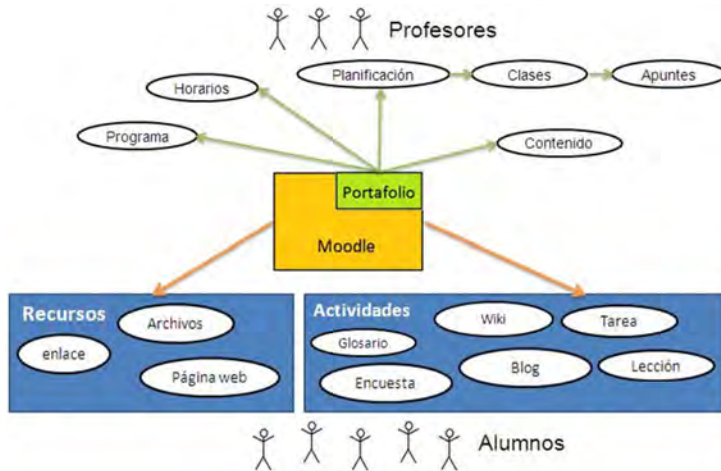 Profesores
Planificación
Clases
Apuntes
Horarios
Programa
Contenido
Portafolio
Moodle
Recursos
Archivos
enlace
Página web
Actividades
Wiki
Tarea
Glosario
Encuesta
Blog
Lección
Alumnos